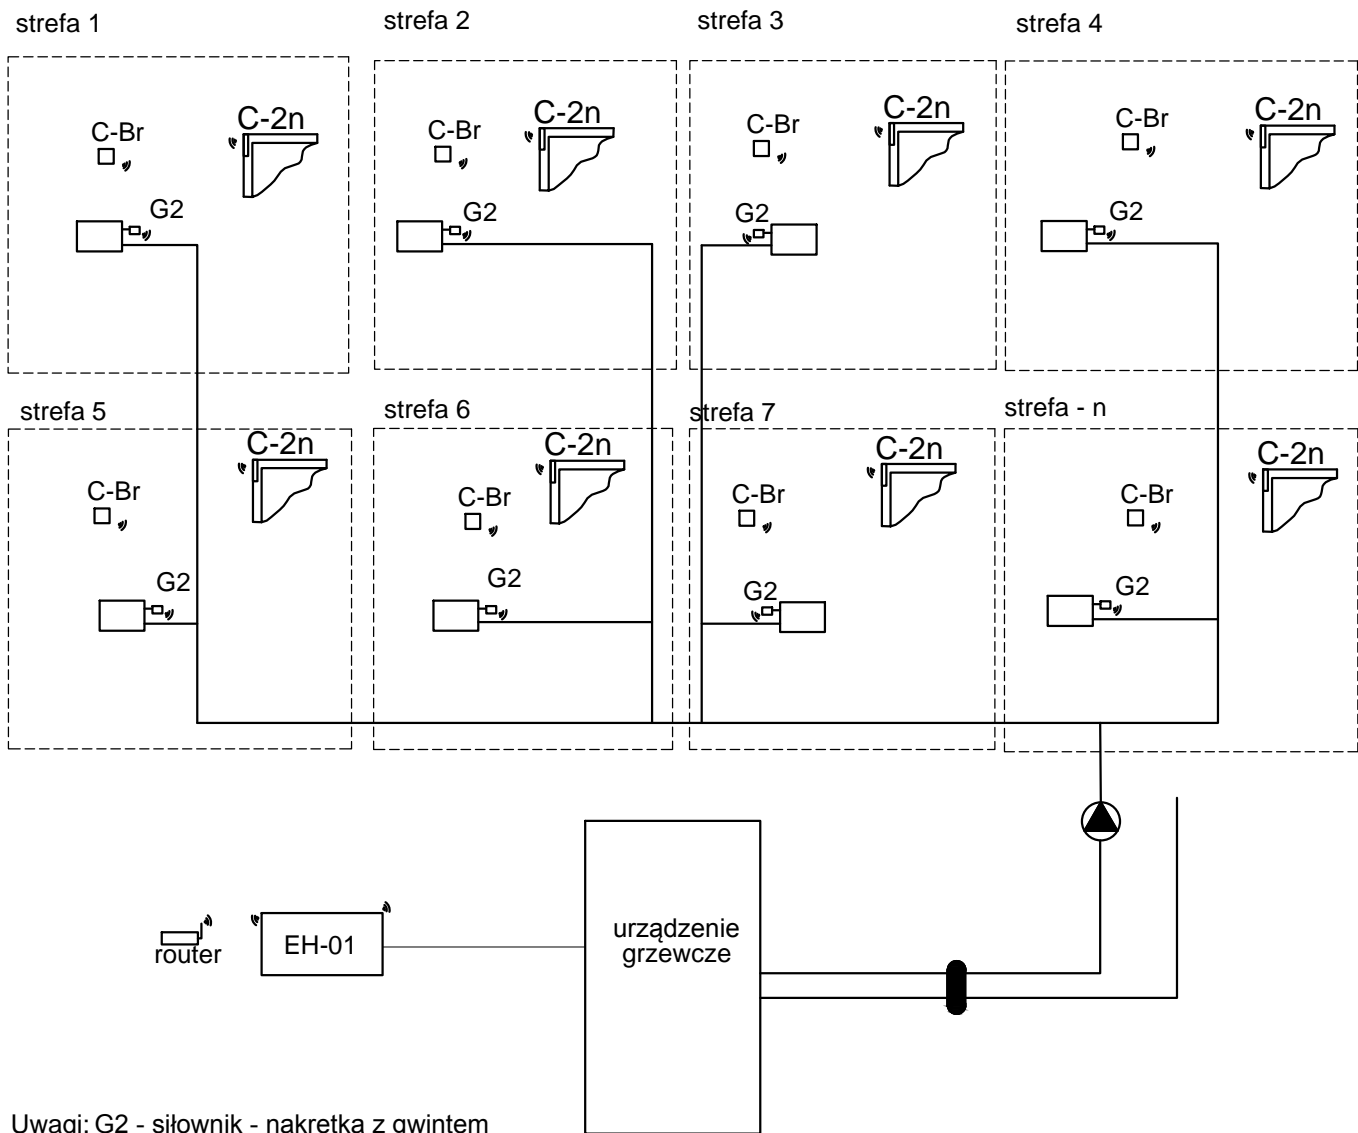 strefa 1
strefa 2
strefa 3
strefa 4
C-Br
C-2n
G2
C-Br
C-2n
G2
C-Br
C-2n
G2
C-Br
C-2n
G2
strefa 5
strefa 6
strefa 7
strefa - n
C-Br
C-2n
G2
C-Br
C-2n
G2
C-Br
C-2n
G2
C-Br
C-2n
G2
router
EH-01
urządzenie
grzewcze
Uwagi: G2 - siłownik - nakrętka z gwintem